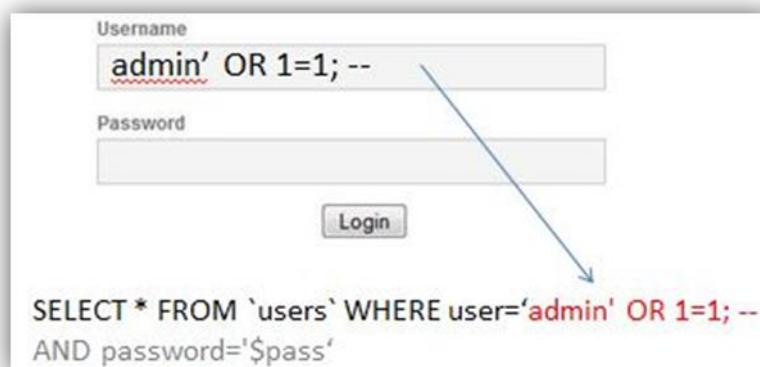 Username
admin’ OR 1=1; --
Password
Login
SELECT * FROM `users` WHERE user=‘admin' OR 1=1; --
AND password='$pass‘